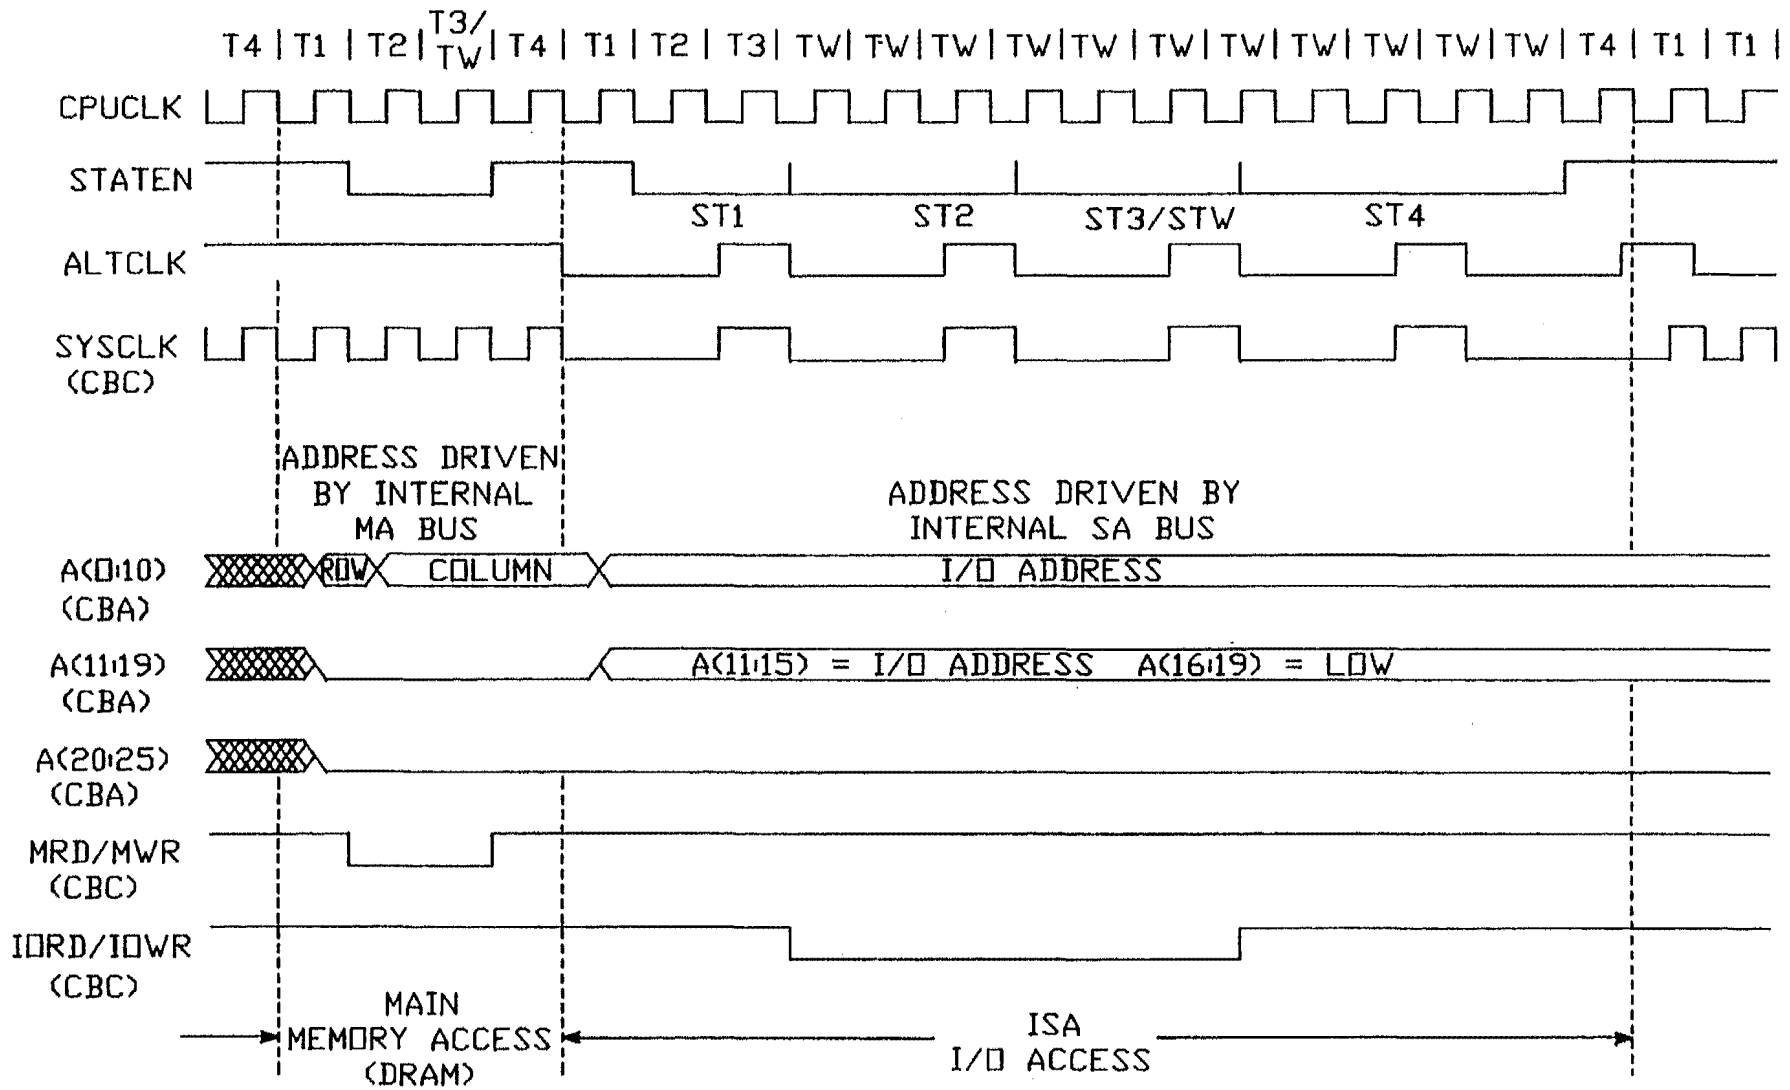 T4 | T1 | T2 | T3/TW | T4 | T1 | T2 | T3 | TW | TW | TW | TW | TW | TW | TW | TW | TW | TW | TW | T4 | T1 | T1 |
CPUCLK
STATEN
ST1 ST2 ST3/STW ST4
ALTCLK
SYSCLK
(CBC)
ADDRESS DRIVEN
BY INTERNAL
MA BUS
ADDRESS DRIVEN BY
INTERNAL SA BUS
A(0:10)
(CBA)
ROW COLUMN I/O ADDRESS
A(11:19)
(CBA)
A(11:15) = I/O ADDRESS A(16:19) = LOW
A(20:25)
(CBA)
MRD/MWR
(CBC)
IORD/IOWR
(CBC)
MAIN
MEMORY ACCESS
(DRAM)
ISA
I/O ACCESS